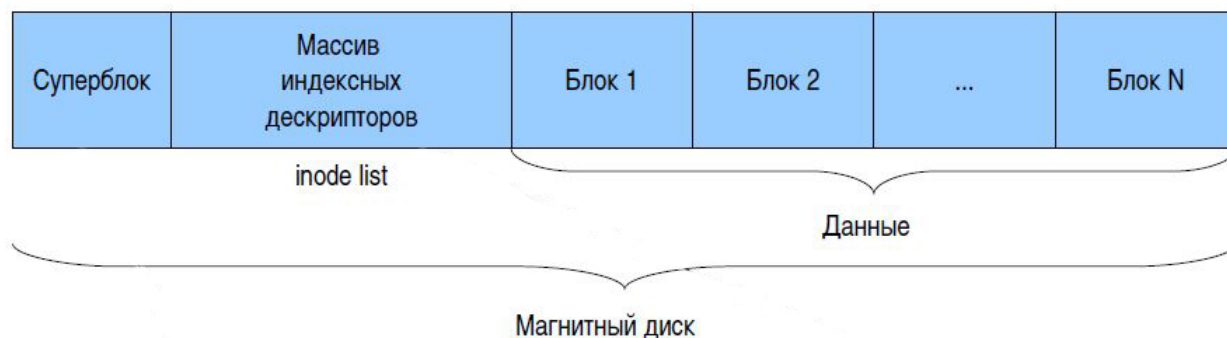 Суперблок
Массив
индексных
дескрипторов
Блок 1
Блок 2
...
Блок N
inode list
Данные
Магнитный диск